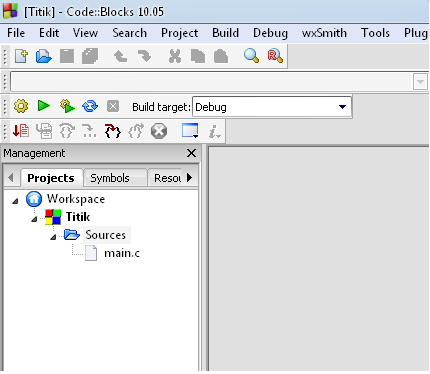 [Titik] - Code::Blocks 10.05
File Edit View Search Project Build Debug wxSmith Tools Plug
Build target: Debug
Management
Projects Symbols Resou
Workspace
Titik
Sources
main.c